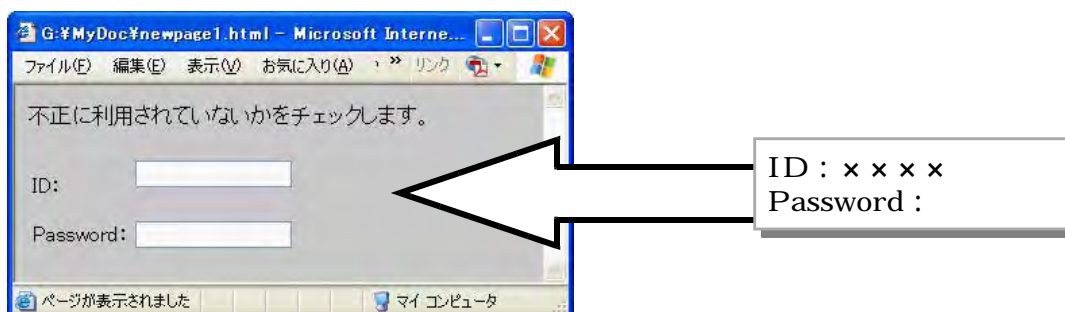 G:¥MyDoc¥newpage1.html - Microsoft Interne...
ファイル(F) 編集(E) 表示(V) お気に入り(A) » リンク
不正に利用されていないかをチェックします。
ID:
Password:
ページが表示されました マイ コンピュータ
ID：××××
Password：